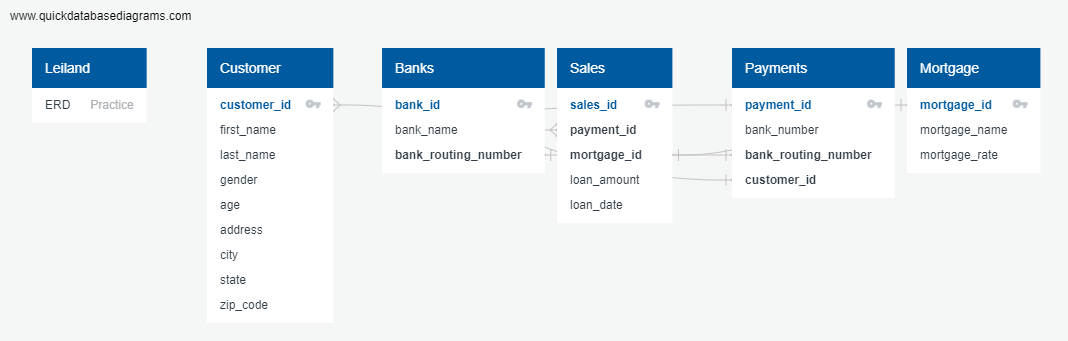 www.quickdatabasediagrams.com
Leiland
ERD Practice
Customer
customer_id
first_name
last_name
gender
age
address
city
state
zip_code
Banks
bank_id
bank_name
bank_routing_number
Sales
sales_id
payment_id
mortgage_id
loan_amount
loan_date
Payments
payment_id
bank_number
bank_routing_number
customer_id
Mortgage
mortgage_id
mortgage_name
mortgage_rate